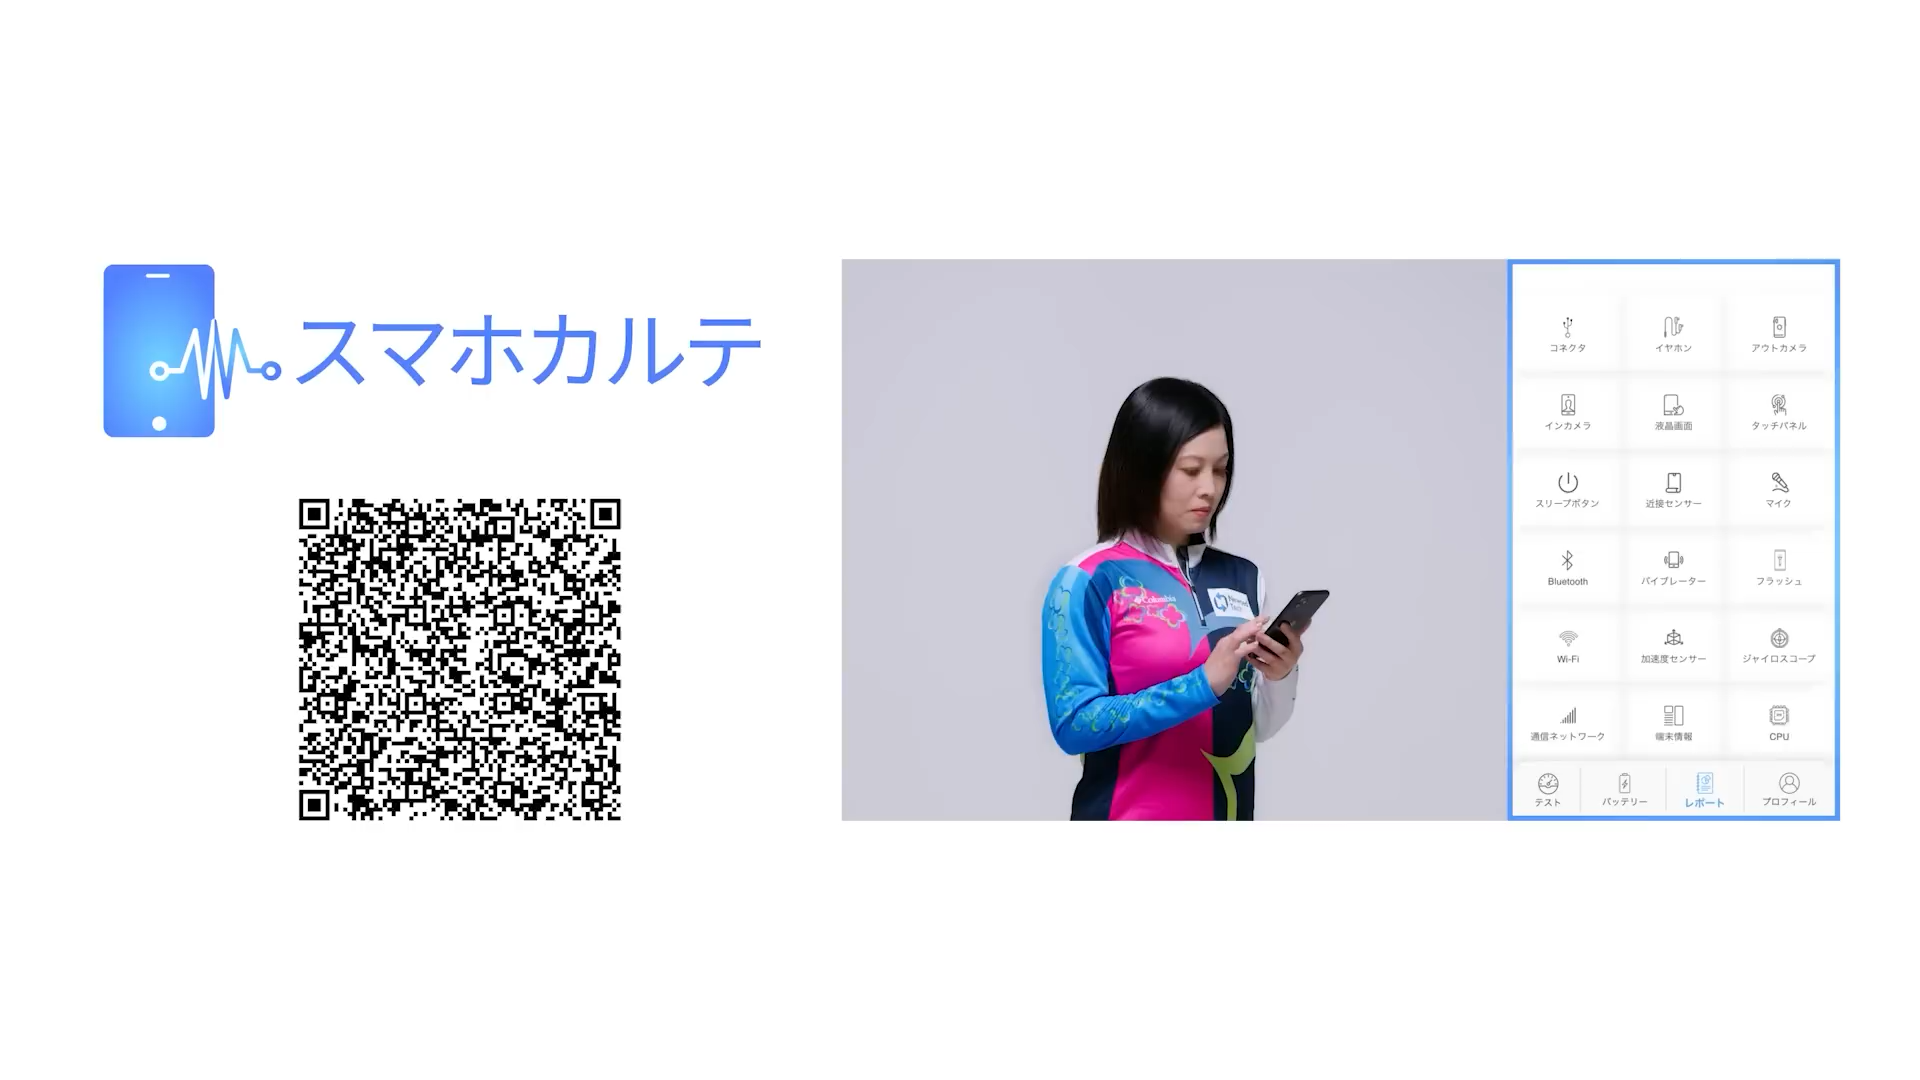 スマホカルテ
Columbia
Newed
Tech
コネクタ
イヤホン
アウトカメラ
インカメラ
液晶画面
タッチパネル
スリープボタン
近接センサー
マイク
Bluetooth
バイブレーター
フラッシュ
Wi-Fi
加速度センサー
ジャイロスコープ
通信ネットワーク
端末情報
CPU
テスト
バッテリー
レポート
プロフィール